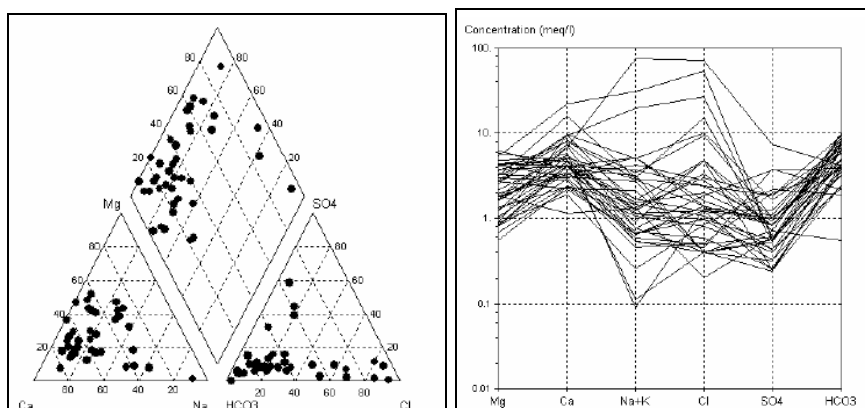 80 80
60 60
40 40
20 20
Mg SO4
80 80
60 60
40 40
20 20
80 60 40 20 20 40 60 80
Ca Na HCO3 Cl
Concentration (meq/l)
100.
10.
1.0
0.1
0.01
Mg Ca Na+K Cl SO4 HCO3